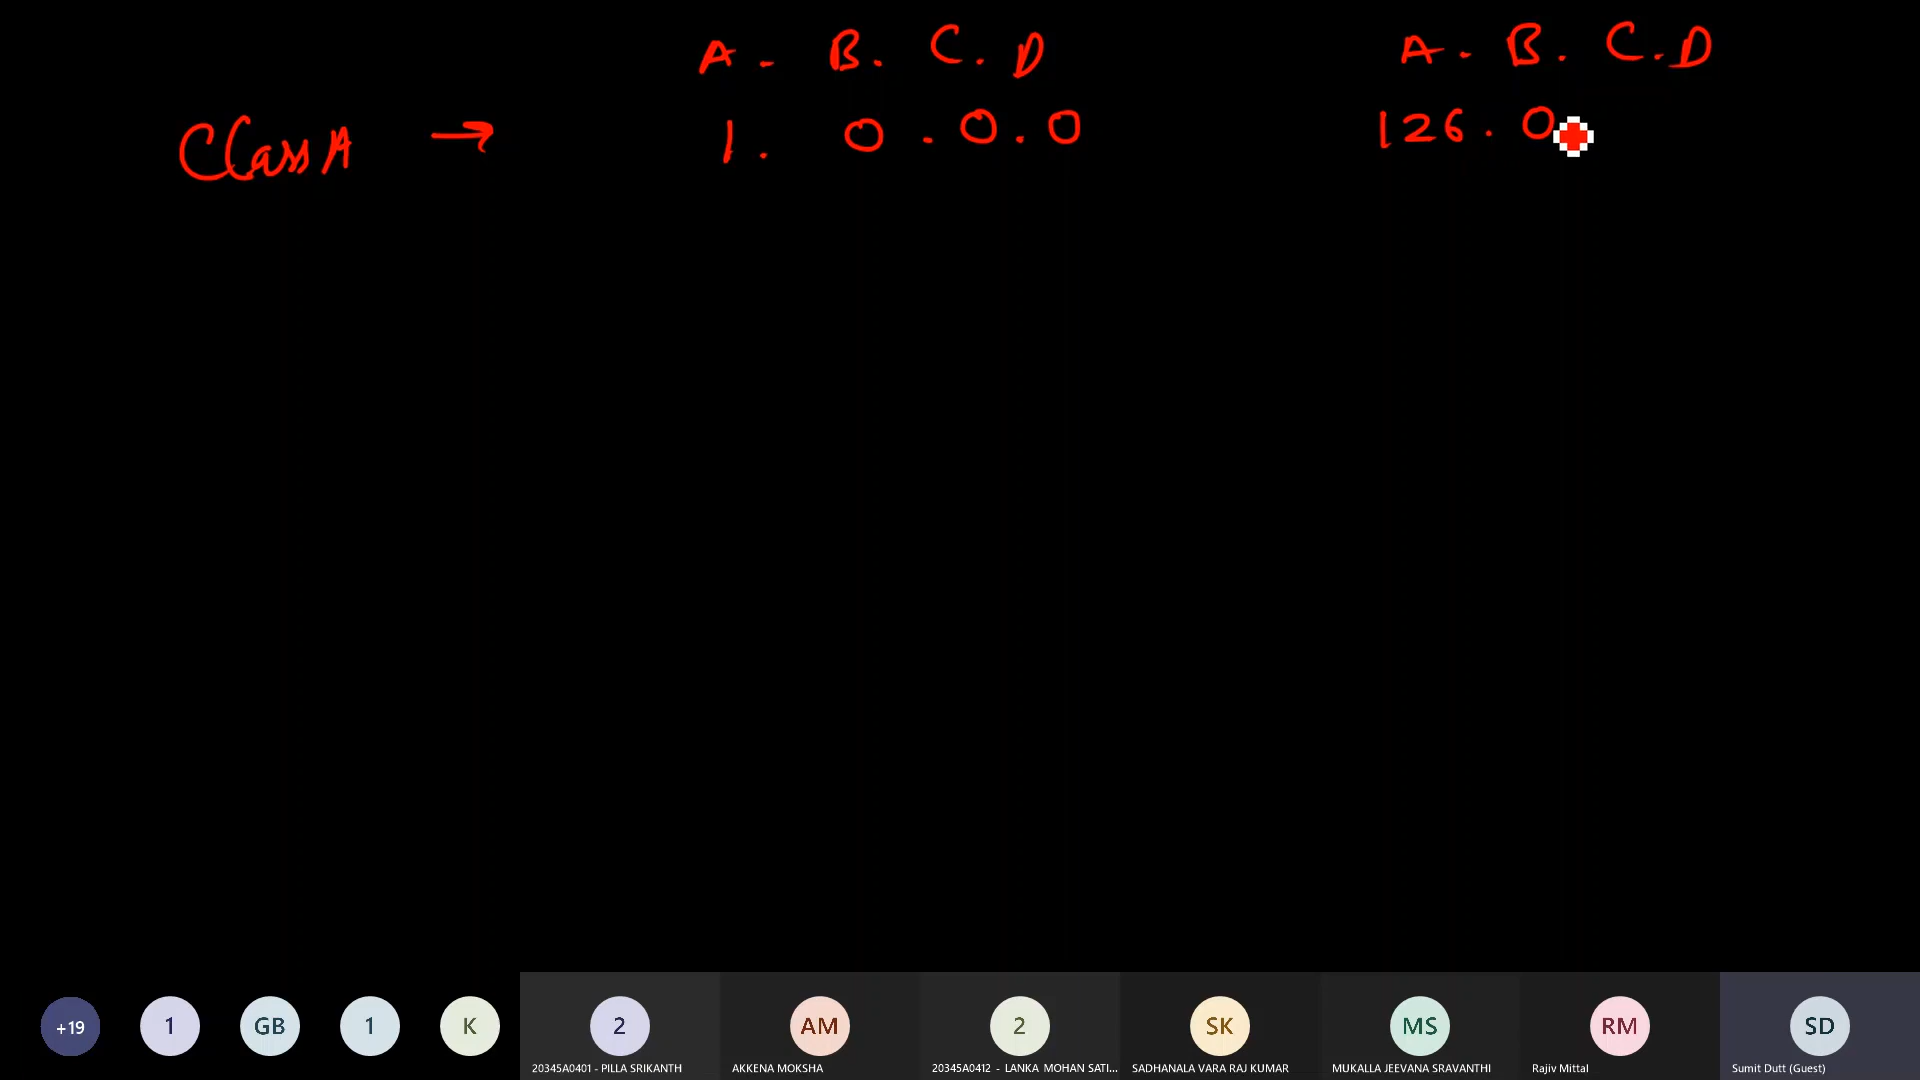 A . B . C . D A . B . C . D
Class A → 1 . 0 . 0 . 0 126 . 0
+19 1 GB 1 K 2 AM 2 SK MS RM SD
20345A0401 - PILLA SRIKANTH AKKENA MOKSHA 20345A0412 - LANKA MOHAN SATI... SADHANALA VARA RAJ KUMAR MUKALLA JEEVANA SRAVANTHI Rajiv Mittal Sumit Dutt (Guest)